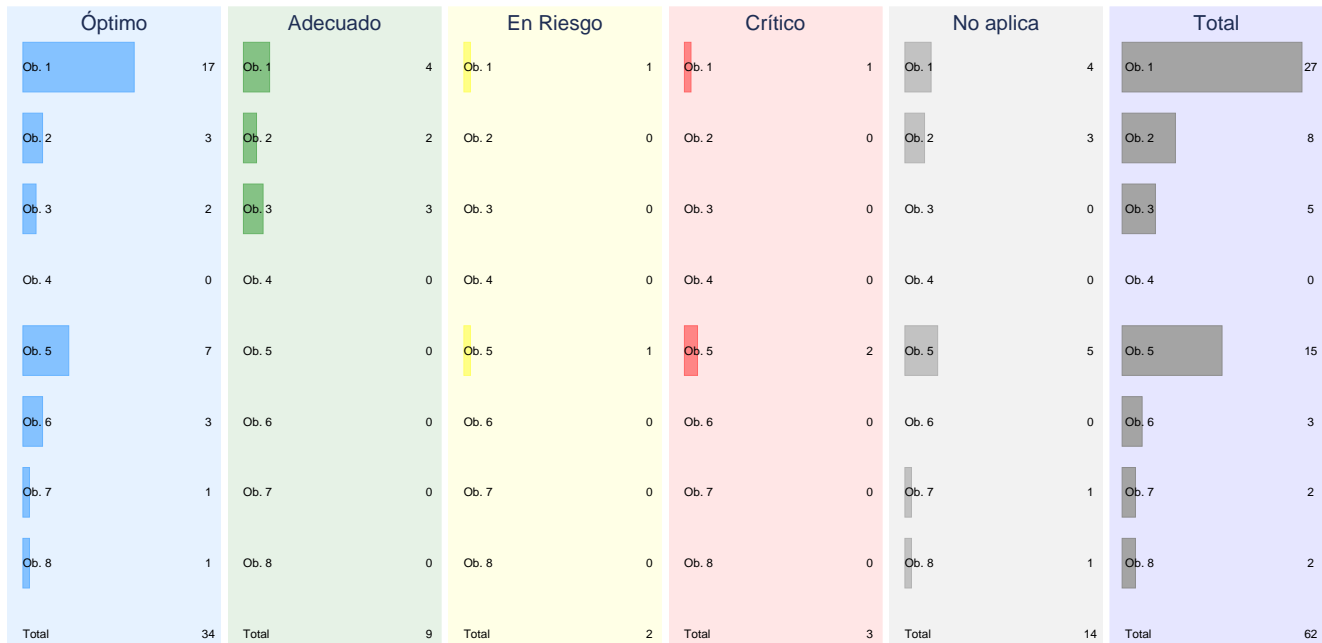 Óptimo Adecuado En Riesgo Crítico No aplica Total
Ob. 1 17 Ob. 1 4 Ob. 1 1 Ob. 1 1 Ob. 1 4 Ob. 1 27
Ob. 2 3 Ob. 2 2 Ob. 2 0 Ob. 2 0 Ob. 2 3 Ob. 2 8
Ob. 3 2 Ob. 3 3 Ob. 3 0 Ob. 3 0 Ob. 3 0 Ob. 3 5
Ob. 4 0 Ob. 4 0 Ob. 4 0 Ob. 4 0 Ob. 4 0 Ob. 4 0
Ob. 5 7 Ob. 5 0 Ob. 5 1 Ob. 5 2 Ob. 5 5 Ob. 5 15
Ob. 6 3 Ob. 6 0 Ob. 6 0 Ob. 6 0 Ob. 6 0 Ob. 6 3
Ob. 7 1 Ob. 7 0 Ob. 7 0 Ob. 7 0 Ob. 7 1 Ob. 7 2
Ob. 8 1 Ob. 8 0 Ob. 8 0 Ob. 8 0 Ob. 8 1 Ob. 8 2
Total 34 Total 9 Total 2 Total 3 Total 14 Total 62